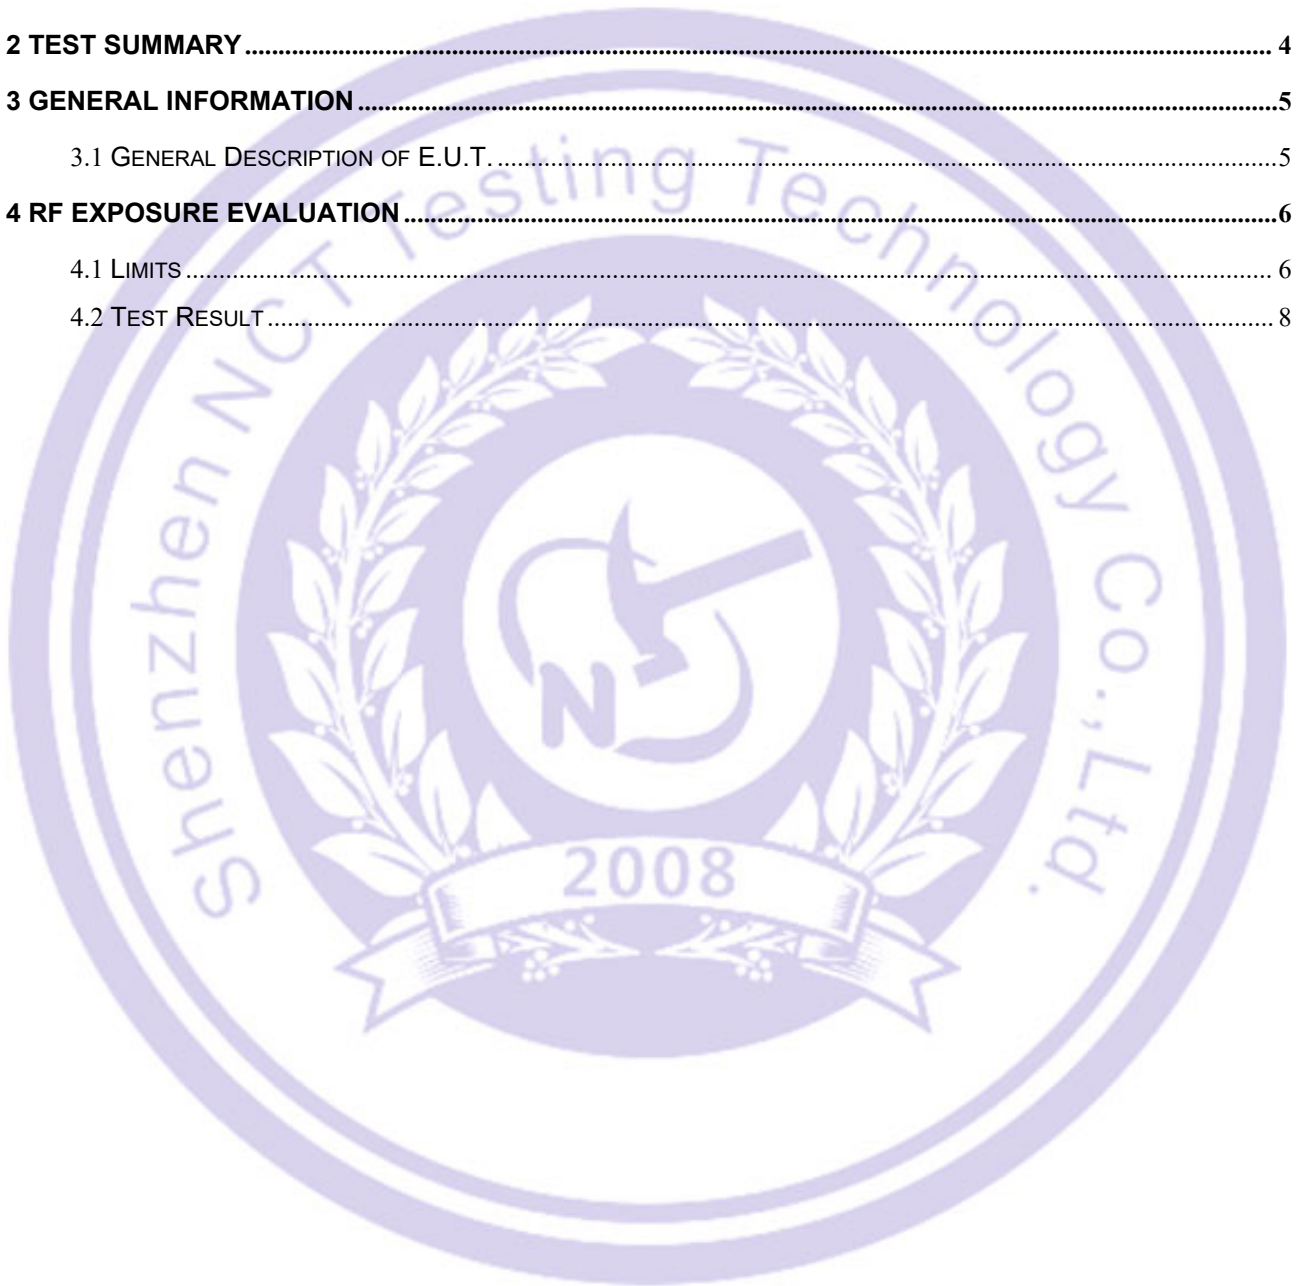 2 TEST SUMMARY........................................................................ 4
3 GENERAL INFORMATION........................................................................5
3.1 GENERAL DESCRIPTION OF E.U.T. ........................................................................5
4 RF EXPOSURE EVALUATION........................................................................6
4.1 LIMITS........................................................................ 6
4.2 TEST RESULT........................................................................ 8
Shenzhen NCT Testing Technology Co.,Ltd.
N
2008